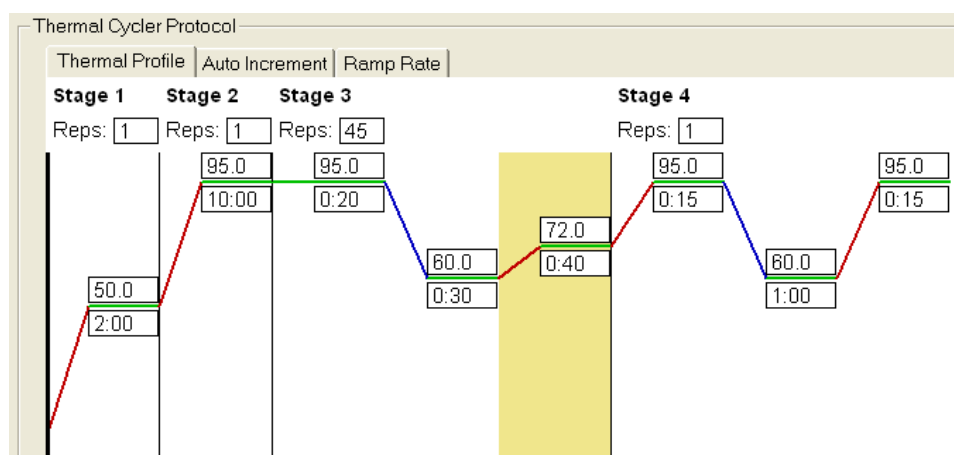 Thermal Cycler Protocol
Thermal Profile Auto Increment Ramp Rate
Stage 1 Stage 2 Stage 3 Stage 4
Reps: 1 Reps: 1 Reps: 45 Reps: 1
95.0 95.0 95.0 95.0
10:00 0:20 0:15 0:15
72.0
60.0 0:40 60.0
50.0 0:30 1:00
2:00